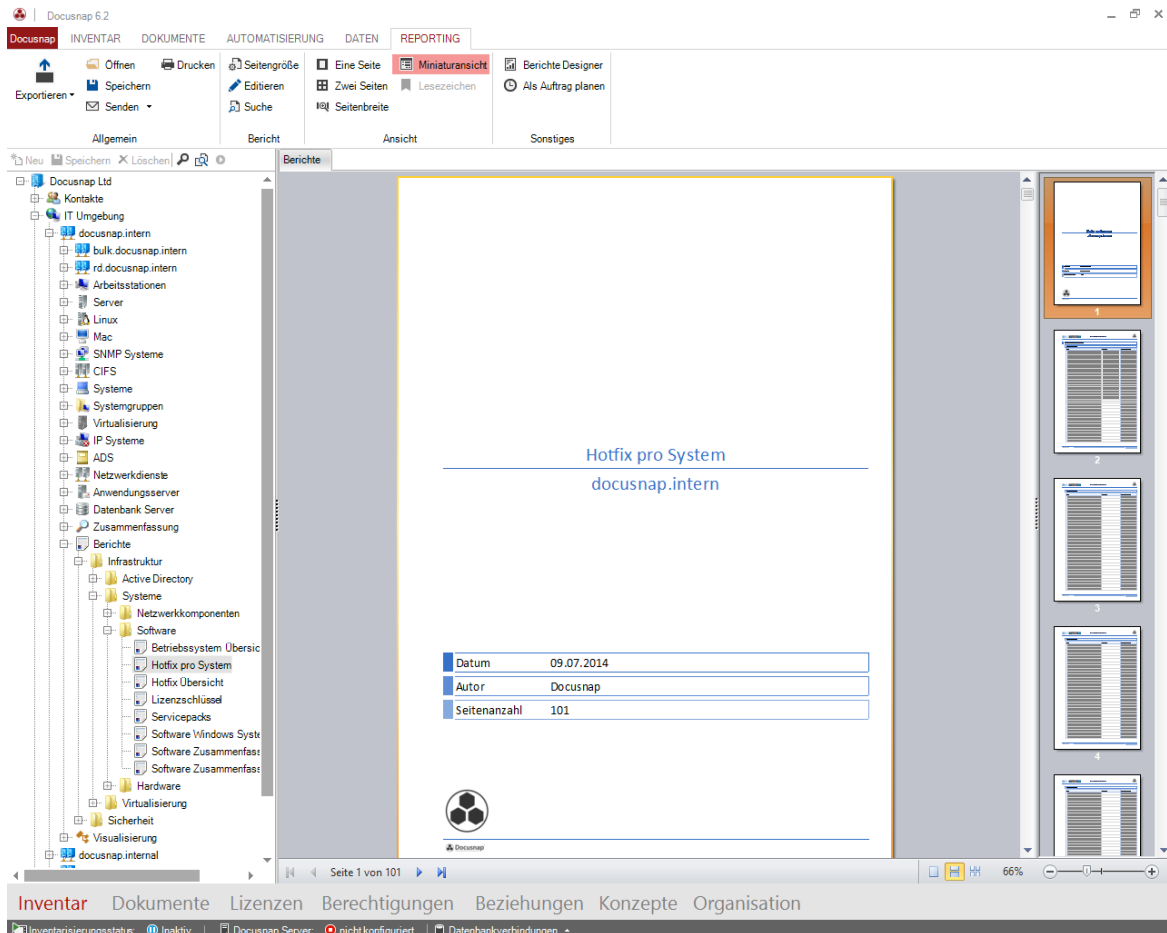 Docusnap 6.2
Docusnap INVENTAR DOKUMENTE AUTOMATISIERUNG DATEN REPORTING
Öffnen Drucken Seitengröße Eine Seite Miniaturansicht Berichte Designer
Exportieren Speichern Editieren Zwei Seiten Lesezeichen Als Auftrag planen
Senden Suche Seitenbreite
Allgemein Bericht Ansicht Sonstiges
Neu Speichern Löschen Berichte
Docusnap Ltd
Kontakte
IT Umgebung
docusnap.intern
bulk.docusnap.intern
rd.docusnap.intern
Arbeitsstationen
Server
Linux
Mac
SNMP Systeme
CIFS
Systeme
Systemgruppen
Virtualisierung
IP Systeme
ADS
Netzwerkdienste
Anwendungsserver
Datenbank Server
Zusammenfassung
Berichte
Infrastruktur
Active Directory
Systeme
Netzwerkkomponenten
Software
Betriebssystem Übersic
Hotfix pro System
Hotfix Übersicht
Lizenzschlüssel
Servicepacks
Software Windows Syste
Software Zusammenfass
Software Zusammenfass
Hardware
Virtualisierung
Sicherheit
Visualisierung
docusnap.internal
Hotfix pro System
docusnap.intern
Datum 09.07.2014
Autor Docusnap
Seitenanzahl 101
Docusnap
1
2
3
4
Seite 1 von 101 66%
Inventar Dokumente Lizenzen Berechtigungen Beziehungen Konzepte Organisation
Inventarisierungsstatus: Inaktiv Docusnap Server: nicht konfiguriert Datenbankverbindungen